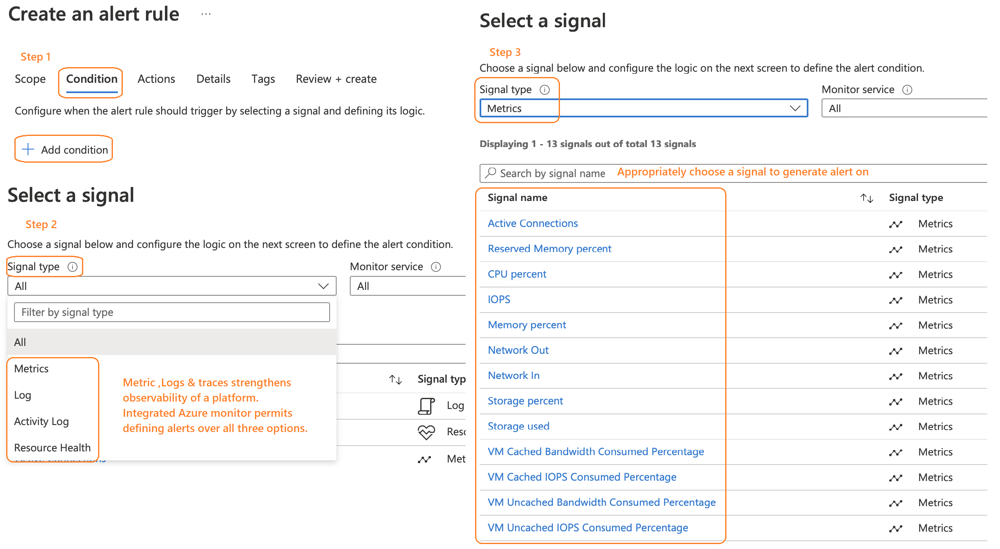 Create an alert rule ...
Step 1
Scope Condition Actions Details Tags Review + create
Configure when the alert rule should trigger by selecting a signal and defining its logic.
Add condition
Select a signal
Step 2
Choose a signal below and configure the logic on the next screen to define the alert condition.
Signal type Monitor service
All All
Filter by signal type
All
Metrics
Log
Activity Log
Resource Health
Metric ,Logs & traces strengthens
observability of a platform.
Integrated Azure monitor permits
defining alerts over all three options.
Signal typ
Log
Reso
Met
Active Connections
Select a signal
Step 3
Choose a signal below and configure the logic on the next screen to define the alert condition.
Signal type Monitor service
Metrics All
Displaying 1 - 13 signals out of total 13 signals
Search by signal name Appropriately choose a signal to generate alert on
Signal name Signal type
Active Connections Metrics
Reserved Memory percent Metrics
CPU percent Metrics
IOPS Metrics
Memory percent Metrics
Network Out Metrics
Network In Metrics
Storage percent Metrics
Storage used Metrics
VM Cached Bandwidth Consumed Percentage Metrics
VM Cached IOPS Consumed Percentage Metrics
VM Uncached Bandwidth Consumed Percentage Metrics
VM Uncached IOPS Consumed Percentage Metrics